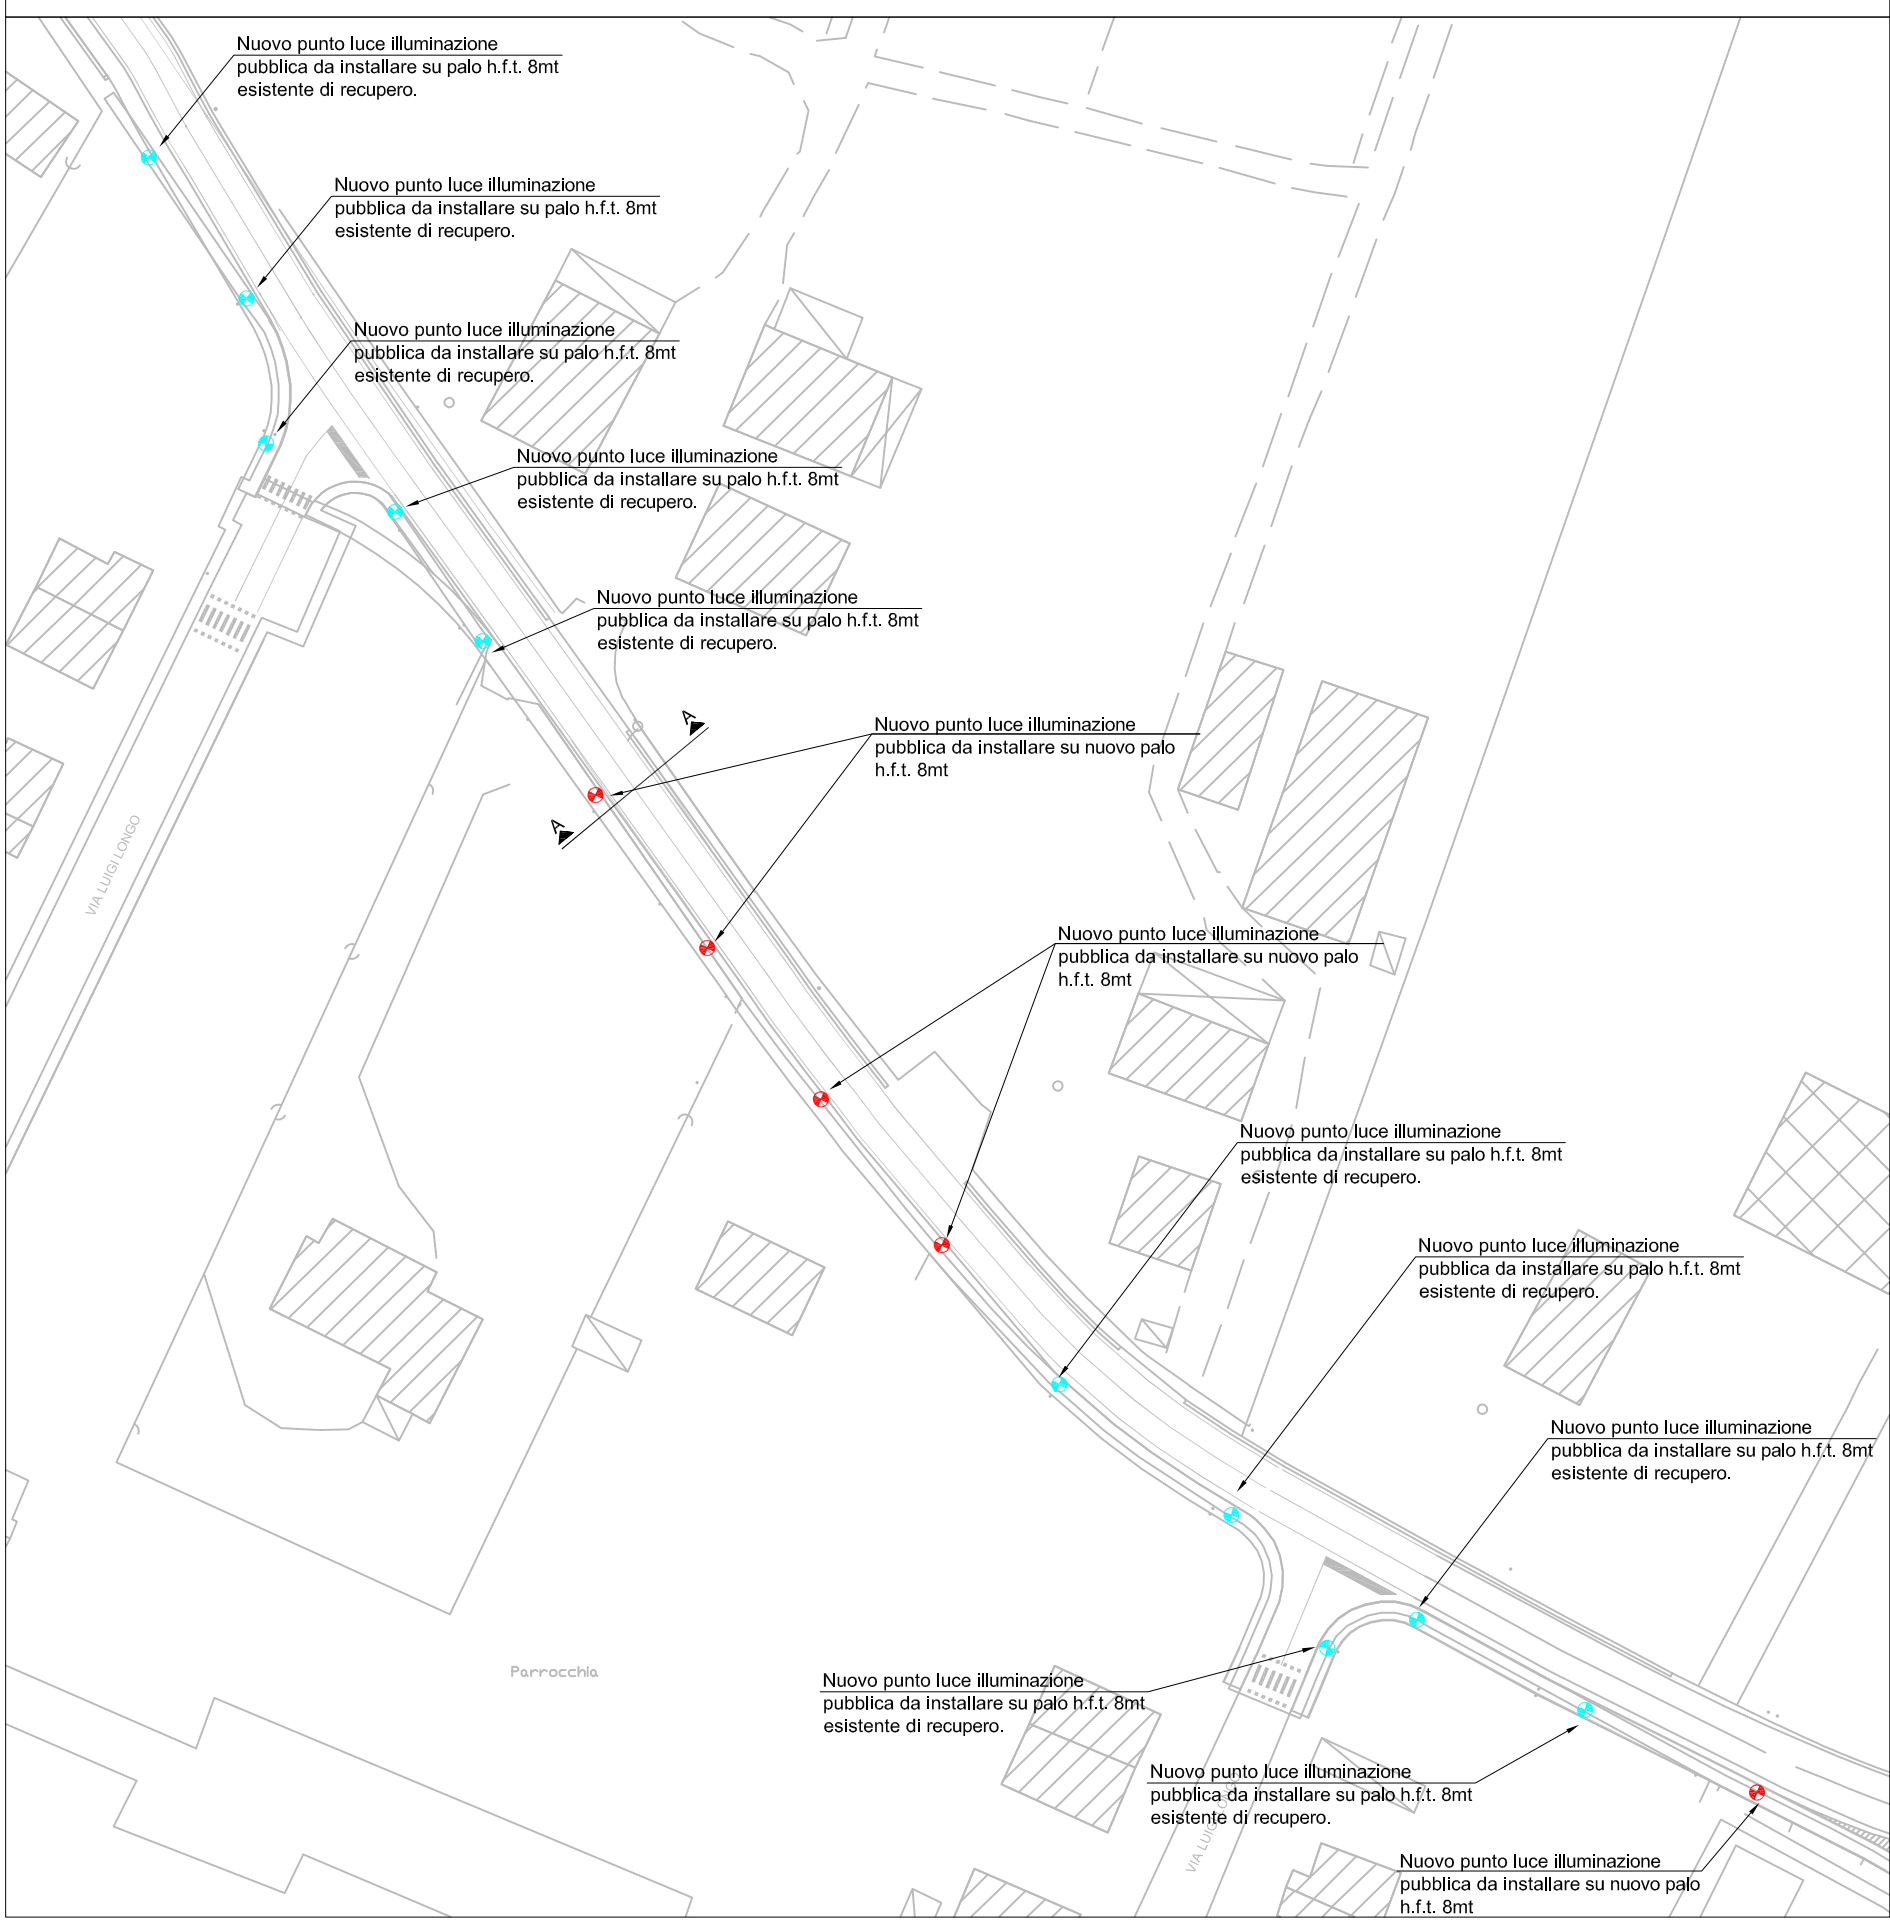 Nuovo punto luce illuminazione
pubblica da installare su palo h.f.t. 8mt
esistente di recupero.
Nuovo punto luce illuminazione
pubblica da installare su palo h.f.t. 8mt
esistente di recupero.
Nuovo punto luce illuminazione
pubblica da installare su palo h.f.t. 8mt
esistente di recupero.
Nuovo punto luce illuminazione
pubblica da installare su palo h.f.t. 8mt
esistente di recupero.
Nuovo punto luce illuminazione
pubblica da installare su palo h.f.t. 8mt
esistente di recupero.
A
Nuovo punto luce illuminazione
pubblica da installare su nuovo palo
h.f.t. 8mt
A
VIA LUIGI LONGO
Nuovo punto luce illuminazione
pubblica da installare su nuovo palo
h.f.t. 8mt
Nuovo punto luce illuminazione
pubblica da installare su palo h.f.t. 8mt
esistente di recupero.
Nuovo punto luce illuminazione
pubblica da installare su palo h.f.t. 8mt
esistente di recupero.
Nuovo punto luce illuminazione
pubblica da installare su palo h.f.t. 8mt
esistente di recupero.
Parrocchia
Nuovo punto luce illuminazione
pubblica da installare su palo h.f.t. 8mt
esistente di recupero.
Nuovo punto luce illuminazione
pubblica da installare su palo h.f.t. 8mt
esistente di recupero.
VIA
Nuovo punto luce illuminazione
pubblica da installare su nuovo palo
h.f.t. 8mt